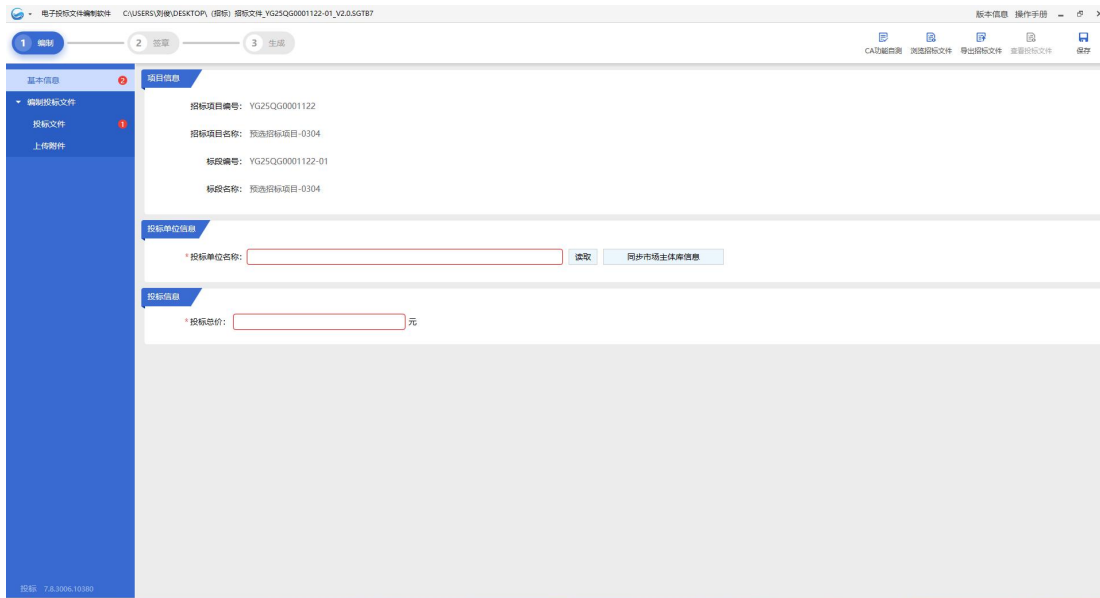 电子投标文件编制软件 C:\USERS\刘俊\DESKTOP\ (招标) 招标文件_YG25QG0001122-01_V2.0.SGTB7 版本信息 操作手册
1 编制 2 签章 3 生成
CA功能自测 浏览招标文件 导出招标文件 查看投标文件 保存
基本信息 2
编制投标文件
投标文件 1
上传附件
项目信息
招标项目编号: YG25QG0001122
招标项目名称: 预选招标项目-0304
标段编号: YG25QG0001122-01
标段名称: 预选招标项目-0304
投标单位信息
*投标单位名称: 读取 同步市场主体库信息
投标信息
*投标总价: 元
投标 7.8.3006.10380